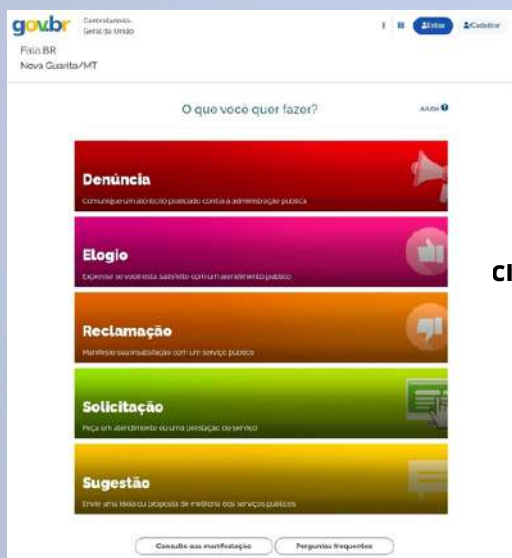 gov.br
Controladoria-
Geral da União
Entrar
Cadastrar
Fala BR
Nova Guarita/MT
O que você quer fazer?
Ajuda
Denúncia
Comunique um ato ilícito praticado contra a administração pública
Elogio
Expresse se você está satisfeito com um atendimento público
Reclamação
Manifeste sua insatisfação com um serviço público
Solicitação
Peça um atendimento ou uma prestação de serviço
Sugestão
Envie uma ideia ou proposta de melhoria dos serviços públicos
Consulte sua manifestação
Perguntas frequentes